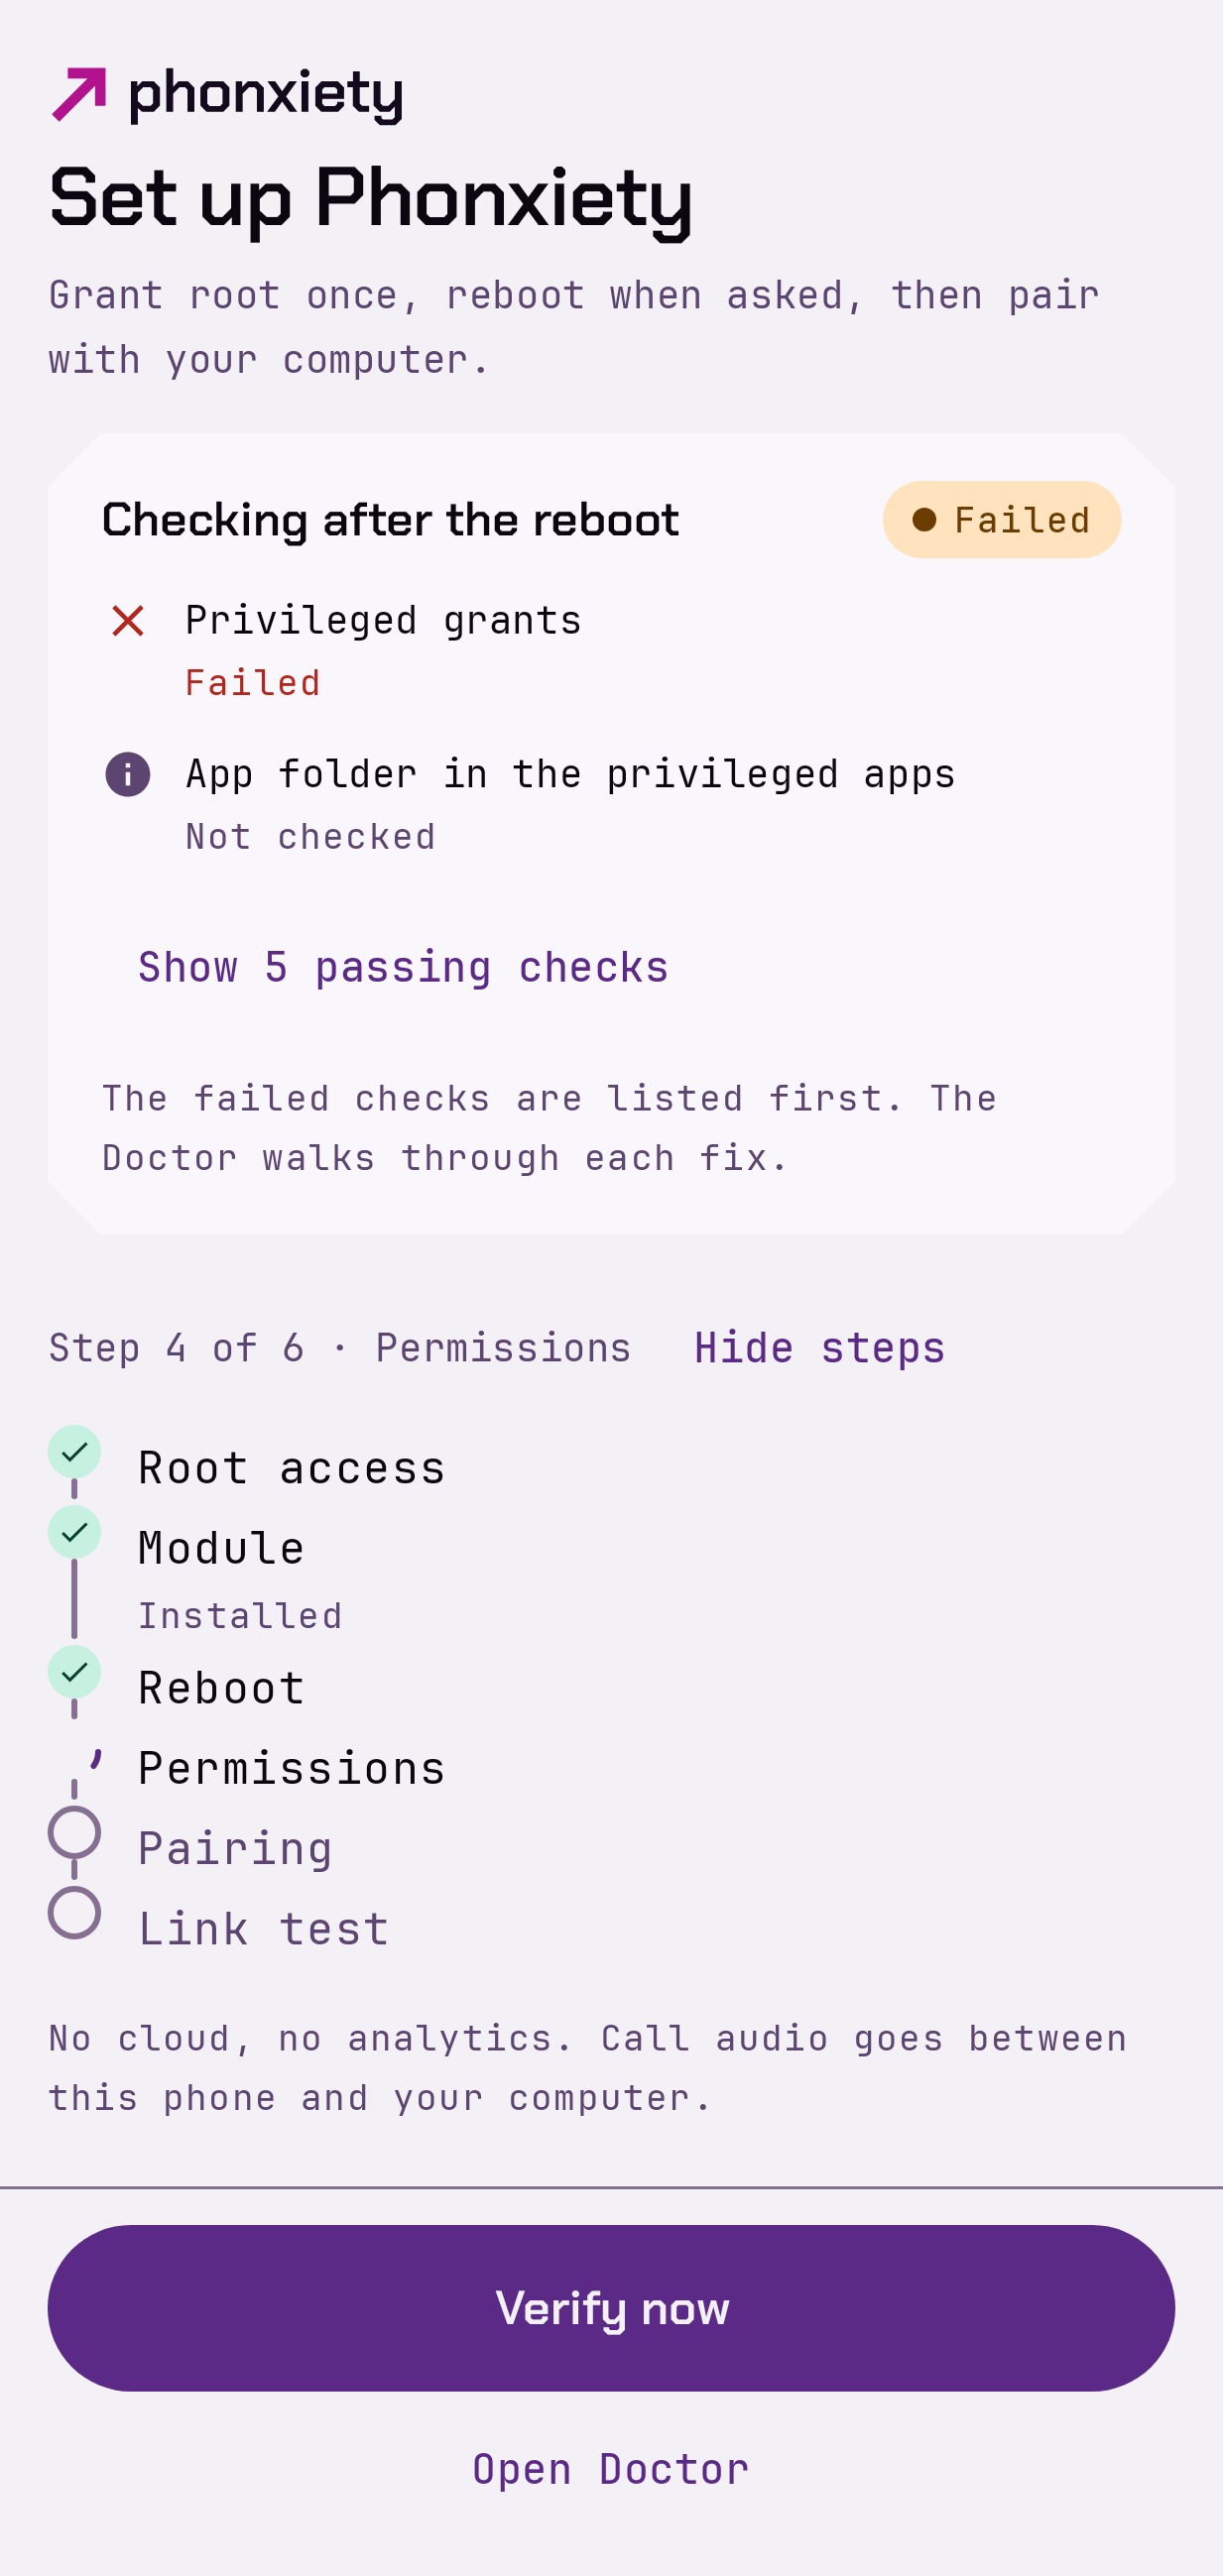 phonxiety
Set up Phonxiety
Grant root once, reboot when asked, then pair
with your computer.
Checking after the reboot
Failed
Privileged grants
Failed
App folder in the privileged apps
Not checked
Show 5 passing checks
The failed checks are listed first. The
Doctor walks through each fix.
Step 4 of 6 · Permissions
Hide steps
Root access
Module
Installed
Reboot
Permissions
Pairing
Link test
No cloud, no analytics. Call audio goes between
this phone and your computer.
Verify now
Open Doctor